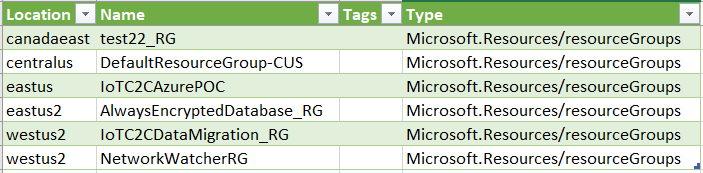 Location Name Tags Type
canadaeast test22_RG Microsoft.Resources/resourceGroups
centralus DefaultResourceGroup-CUS Microsoft.Resources/resourceGroups
eastus IoTC2CAzurePOC Microsoft.Resources/resourceGroups
eastus2 AlwaysEncryptedDatabase_RG Microsoft.Resources/resourceGroups
westus2 IoTC2CDataMigration_RG Microsoft.Resources/resourceGroups
westus2 NetworkWatcherRG Microsoft.Resources/resourceGroups